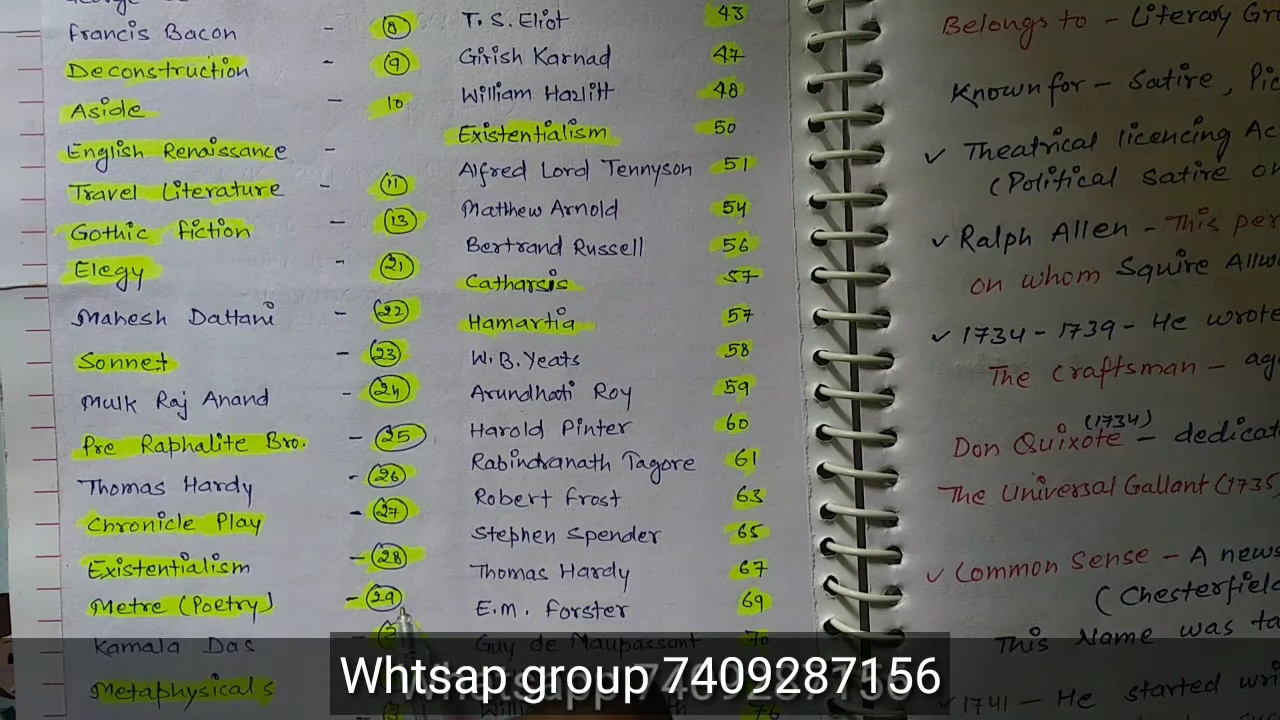 Francis Bacon - 8
Deconstruction - 9
Aside - 10
English Renaissance -
Travel Literature - 11
Gothic fiction - 13
Elegy - 21
Mahesh Dattani - 22
Sonnet - 23
Mulk Raj Anand - 24
Pre Raphalite Bro. - 25
Thomas Hardy - 26
Chronicle Play - 27
Existentialism - 28
Metre (Poetry) - 29
Kamala Das
Metaphysicals
T. S. Eliot 43
Girish Karnad 47
William Hazlitt 48
Existentialism 50
Alfred Lord Tennyson 51
Matthew Arnold 54
Bertrand Russell 56
Catharsis 57
Hamartia 57
W. B. Yeats 58
Arundhati Roy 59
Harold Pinter 60
Rabindranath Tagore 61
Robert Frost 63
Stephen Spender 65
Thomas Hardy 67
E.M. Forster 69
Guy de Maupassant 70
76
Belongs to - Literary
Known for - Satire,
✓ Theatrical licencing
(Political satire
✓ Ralph Allen - This
on whom Squire
✓ 1734 - 1739 - He wrote
The Craftsman -
(1734)
Don Quixote -
The Universal Gallant (1735
✓ Common Sense - A
(Chesterfield
This Name was
✓ 1741 - He started
Whtsap group 7409287156